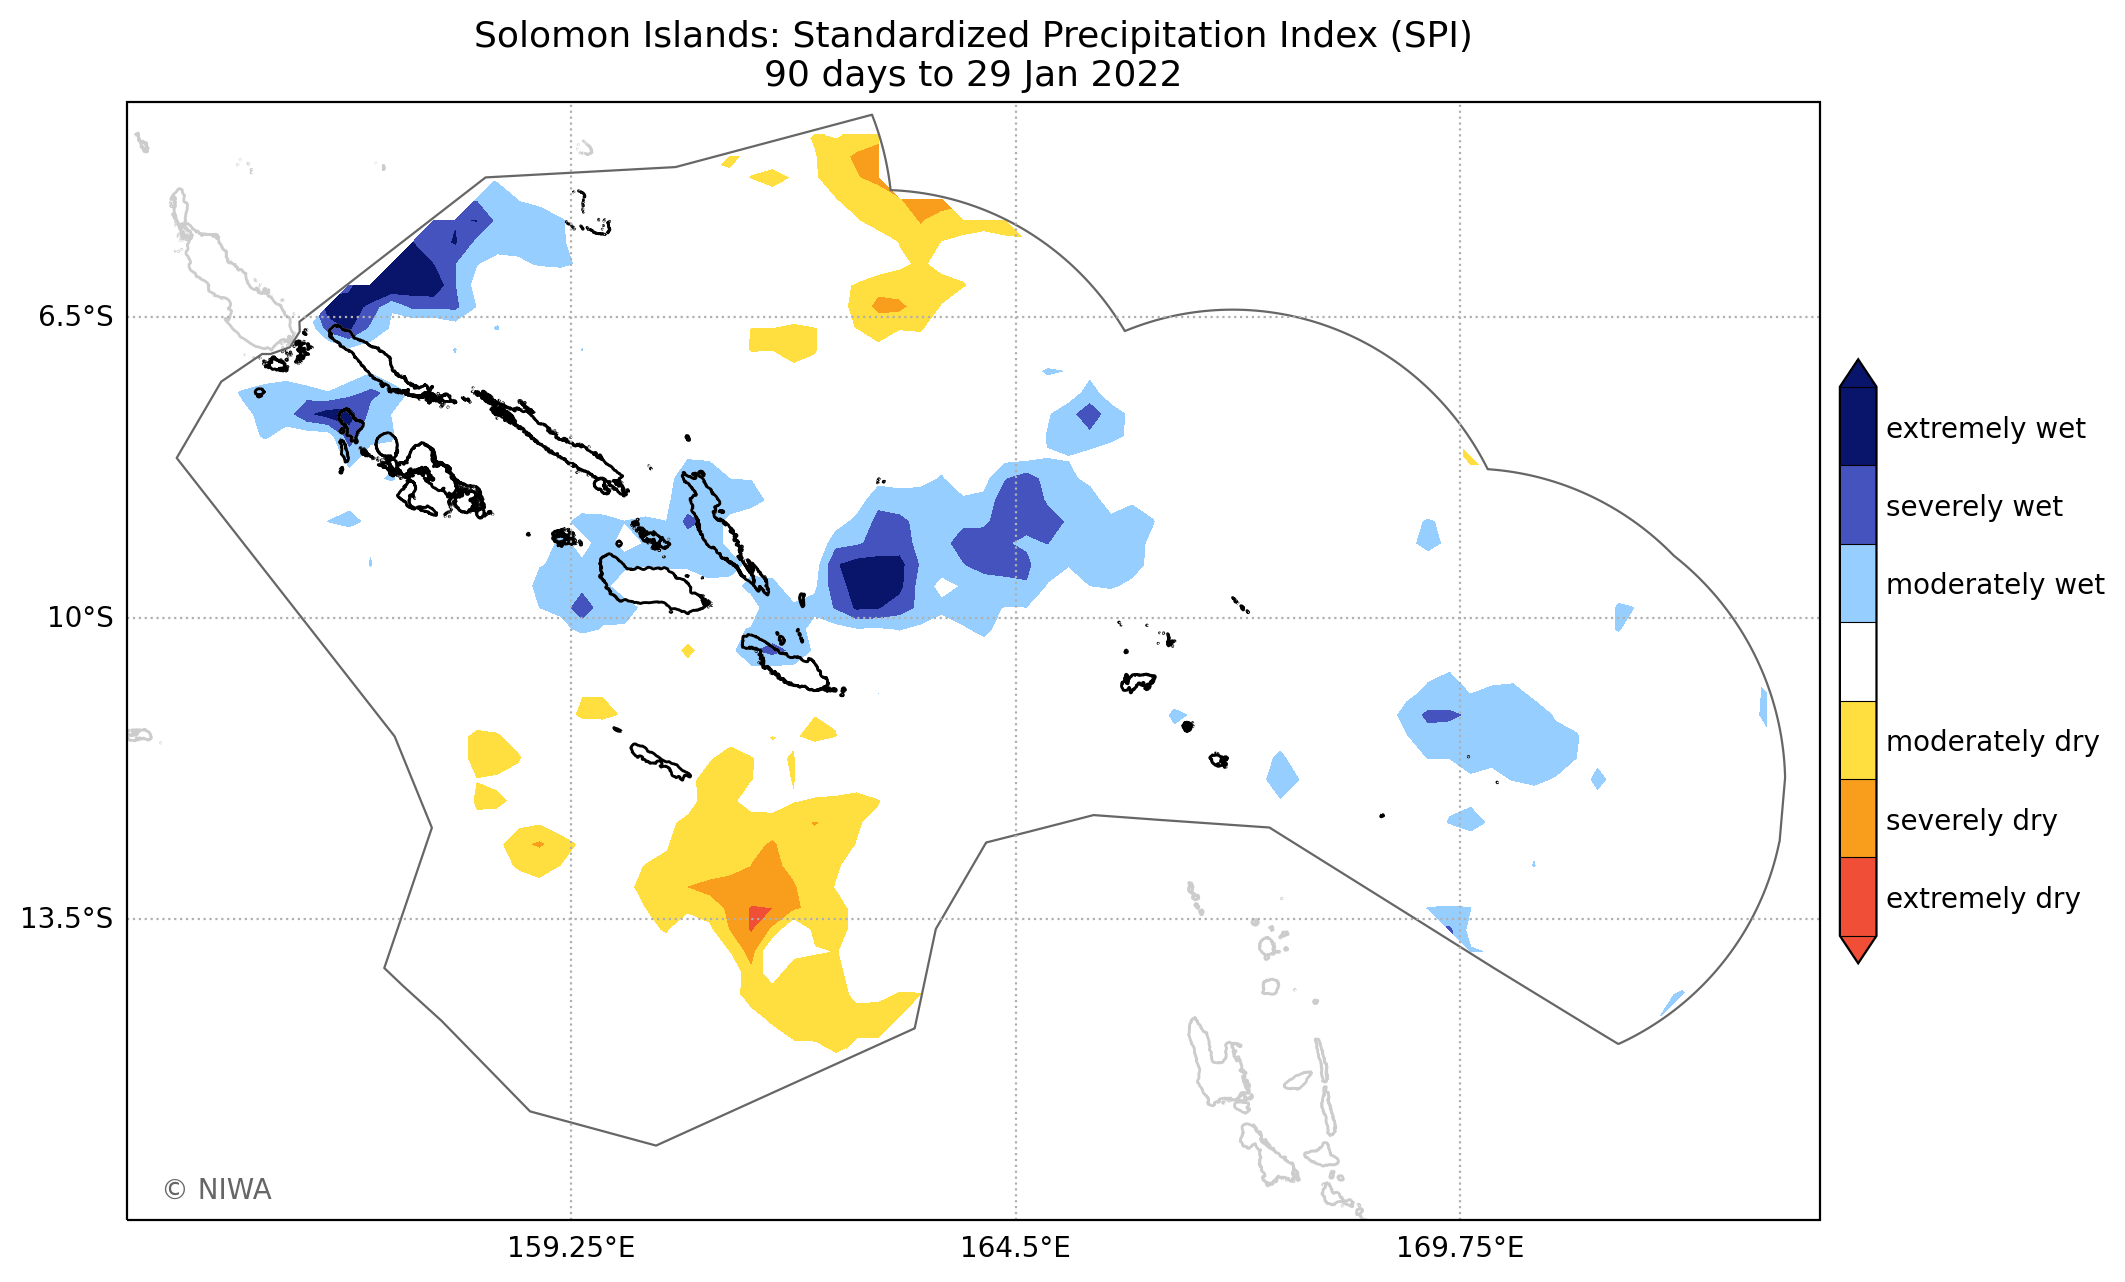 Solomon Islands: Standardized Precipitation Index (SPI)
90 days to 29 Jan 2022
6.5°S
10°S
13.5°S
159.25°E
164.5°E
169.75°E
extremely wet
severely wet
moderately wet
moderately dry
severely dry
extremely dry
© NIWA